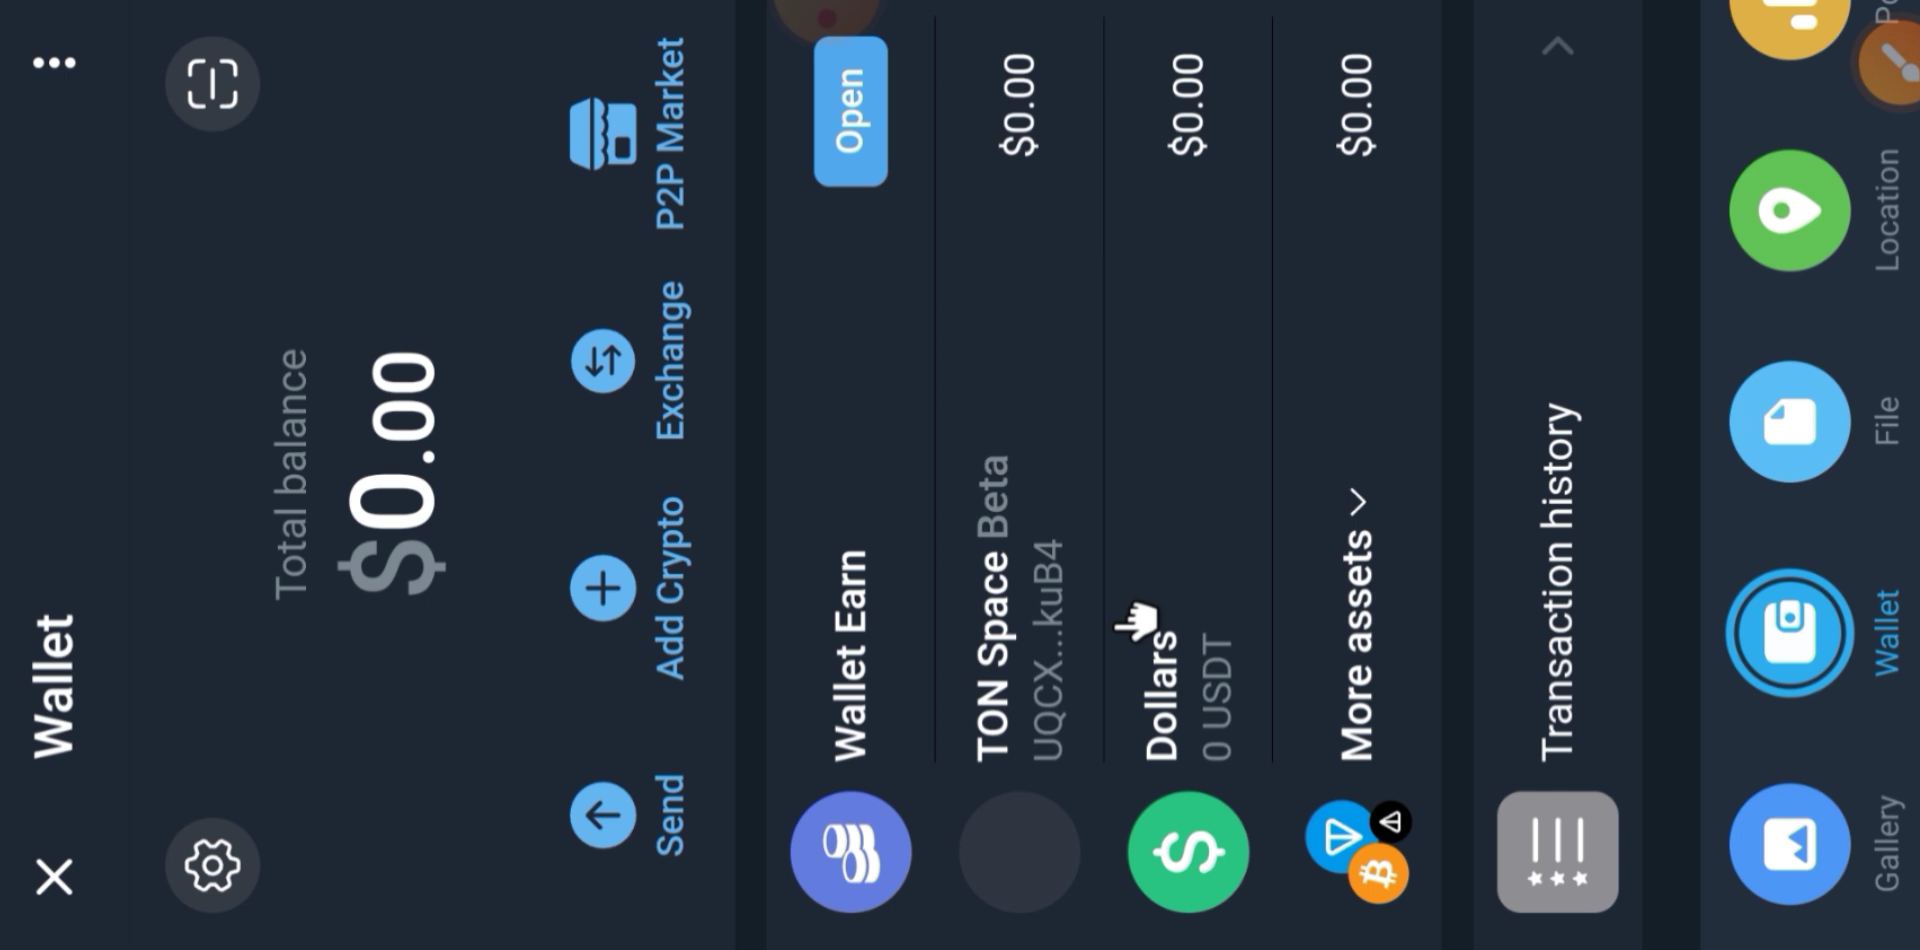 Wallet
Total balance
$0.00
Send
Add Crypto
Exchange
P2P Market
Wallet Earn
Open
TON Space Beta
UQCX...kuB4
$0.00
Dollars
0 USDT
$0.00
More assets
$0.00
Transaction history
Gallery
Wallet
File
Location